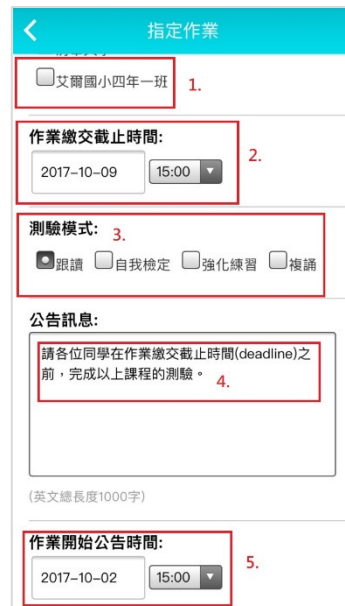 指定作業
艾爾國小四年一班 1.
作業繳交截止時間:
2.
2017-10-09 15:00
測驗模式: 3.
跟讀 自我檢定 強化練習 複誦
公告訊息:
請各位同學在作業繳交截止時間(deadline)之
前，完成以上課程的測驗。 4.
(英文總長度1000字)
作業開始公告時間:
5.
2017-10-02 15:00